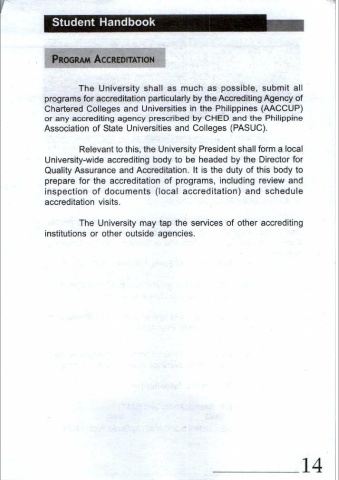 Student Handbook
PROGRAM ACCREDITATION
The University shall as much as possible, submit all
programs for accreditation particularly by the Accrediting Agency of
Chartered Colleges and Universities in the Philippines (AACCUP)
or any accrediting agency prescribed by CHED and the Philippine
Association of State Universities and Colleges (PASUC).
Relevant to this, the University President shall form a local
University-wide accrediting body to be headed by the Director for
Quality Assurance and Accreditation. It is the duty of this body to
prepare for the accreditation of programs, including review and
inspection of documents (local accreditation) and schedule
accreditation visits.
The University may tap the services of other accrediting
institutions or other outside agencies.
14